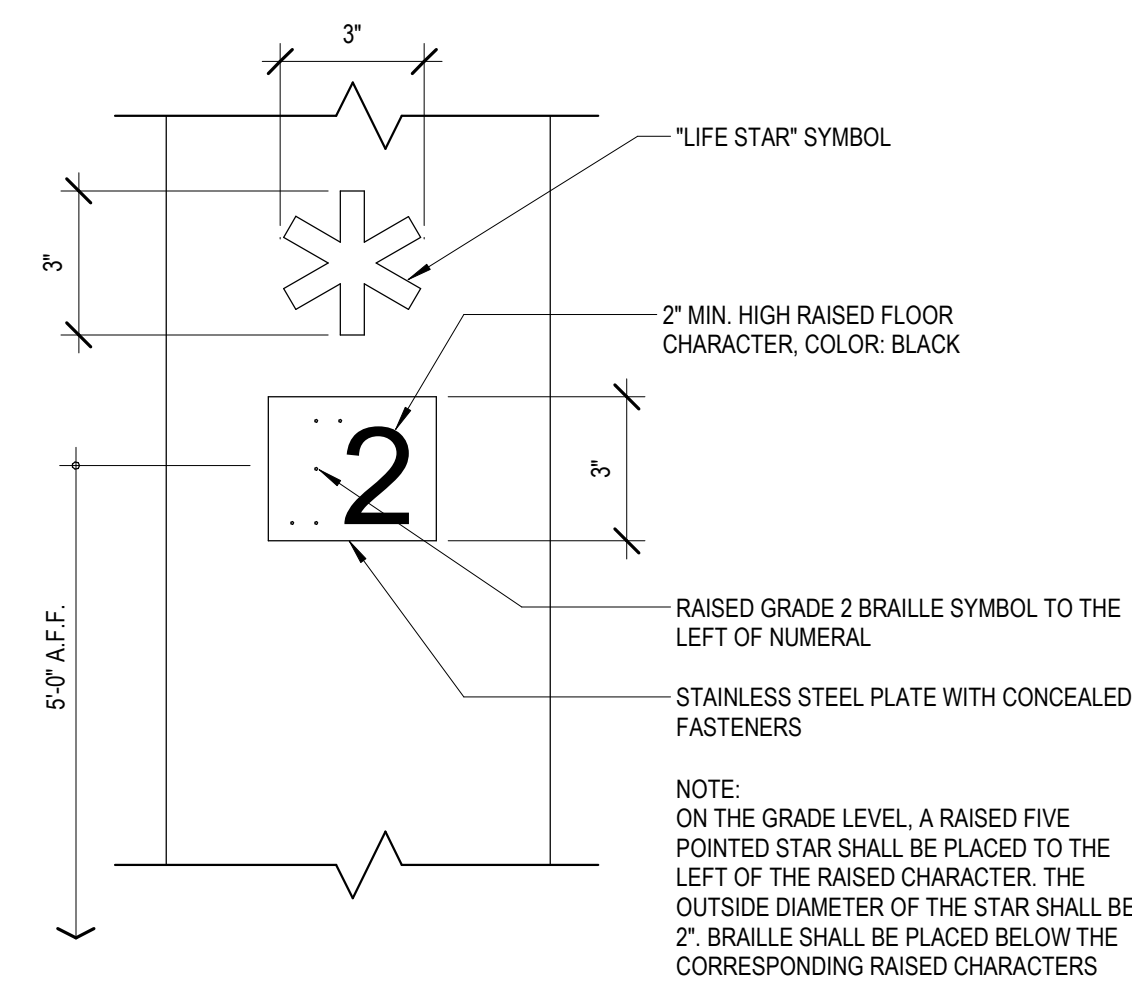 3"
"LIFE STAR" SYMBOL
3"
2" MIN. HIGH RAISED FLOOR
CHARACTER, COLOR: BLACK
2
3"
5'-0" A.F.F.
RAISED GRADE 2 BRAILLE SYMBOL TO THE
LEFT OF NUMERAL
STAINLESS STEEL PLATE WITH CONCEALED
FASTENERS
NOTE:
ON THE GRADE LEVEL, A RAISED FIVE
POINTED STAR SHALL BE PLACED TO THE
LEFT OF THE RAISED CHARACTER. THE
OUTSIDE DIAMETER OF THE STAR SHALL BE
2". BRAILLE SHALL BE PLACED BELOW THE
CORRESPONDING RAISED CHARACTERS